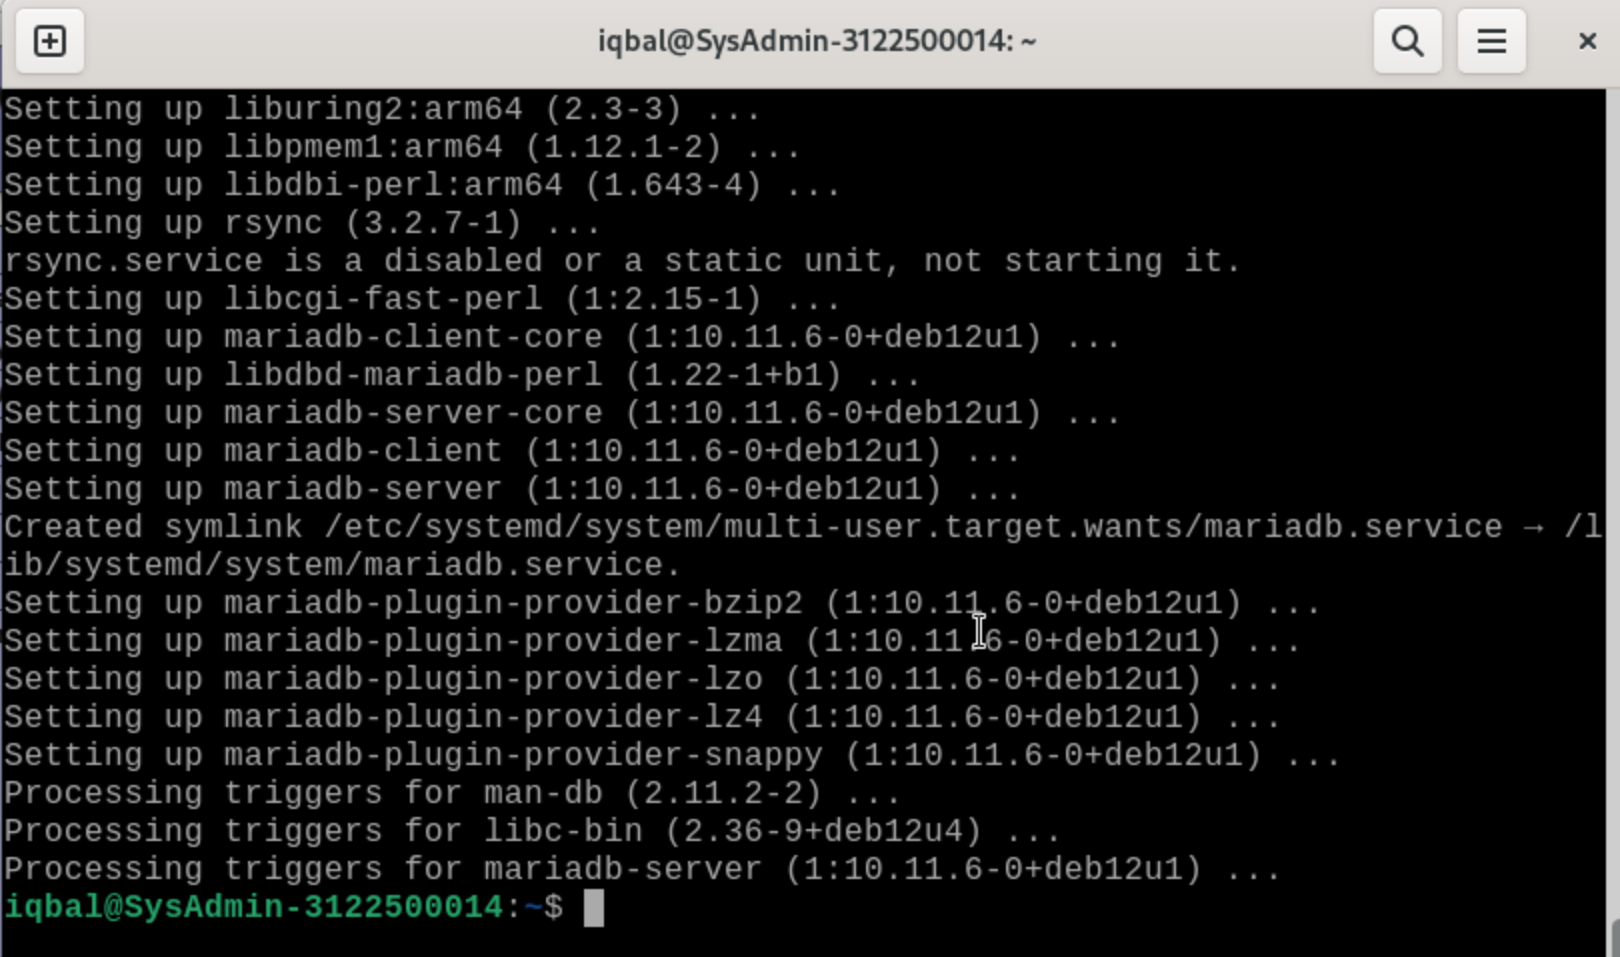 iqbal@SysAdmin-3122500014: ~
Setting up liburing2:arm64 (2.3-3) ...
Setting up libpmem1:arm64 (1.12.1-2) ...
Setting up libdbi-perl:arm64 (1.643-4) ...
Setting up rsync (3.2.7-1) ...
rsync.service is a disabled or a static unit, not starting it.
Setting up libcgi-fast-perl (1:2.15-1) ...
Setting up mariadb-client-core (1:10.11.6-0+deb12u1) ...
Setting up libdbd-mariadb-perl (1.22-1+b1) ...
Setting up mariadb-server-core (1:10.11.6-0+deb12u1) ...
Setting up mariadb-client (1:10.11.6-0+deb12u1) ...
Setting up mariadb-server (1:10.11.6-0+deb12u1) ...
Created symlink /etc/systemd/system/multi-user.target.wants/mariadb.service → /l
ib/systemd/system/mariadb.service.
Setting up mariadb-plugin-provider-bzip2 (1:10.11.6-0+deb12u1) ...
Setting up mariadb-plugin-provider-lzma (1:10.11.6-0+deb12u1) ...
Setting up mariadb-plugin-provider-lzo (1:10.11.6-0+deb12u1) ...
Setting up mariadb-plugin-provider-lz4 (1:10.11.6-0+deb12u1) ...
Setting up mariadb-plugin-provider-snappy (1:10.11.6-0+deb12u1) ...
Processing triggers for man-db (2.11.2-2) ...
Processing triggers for libc-bin (2.36-9+deb12u4) ...
Processing triggers for mariadb-server (1:10.11.6-0+deb12u1) ...
iqbal@SysAdmin-3122500014:~$